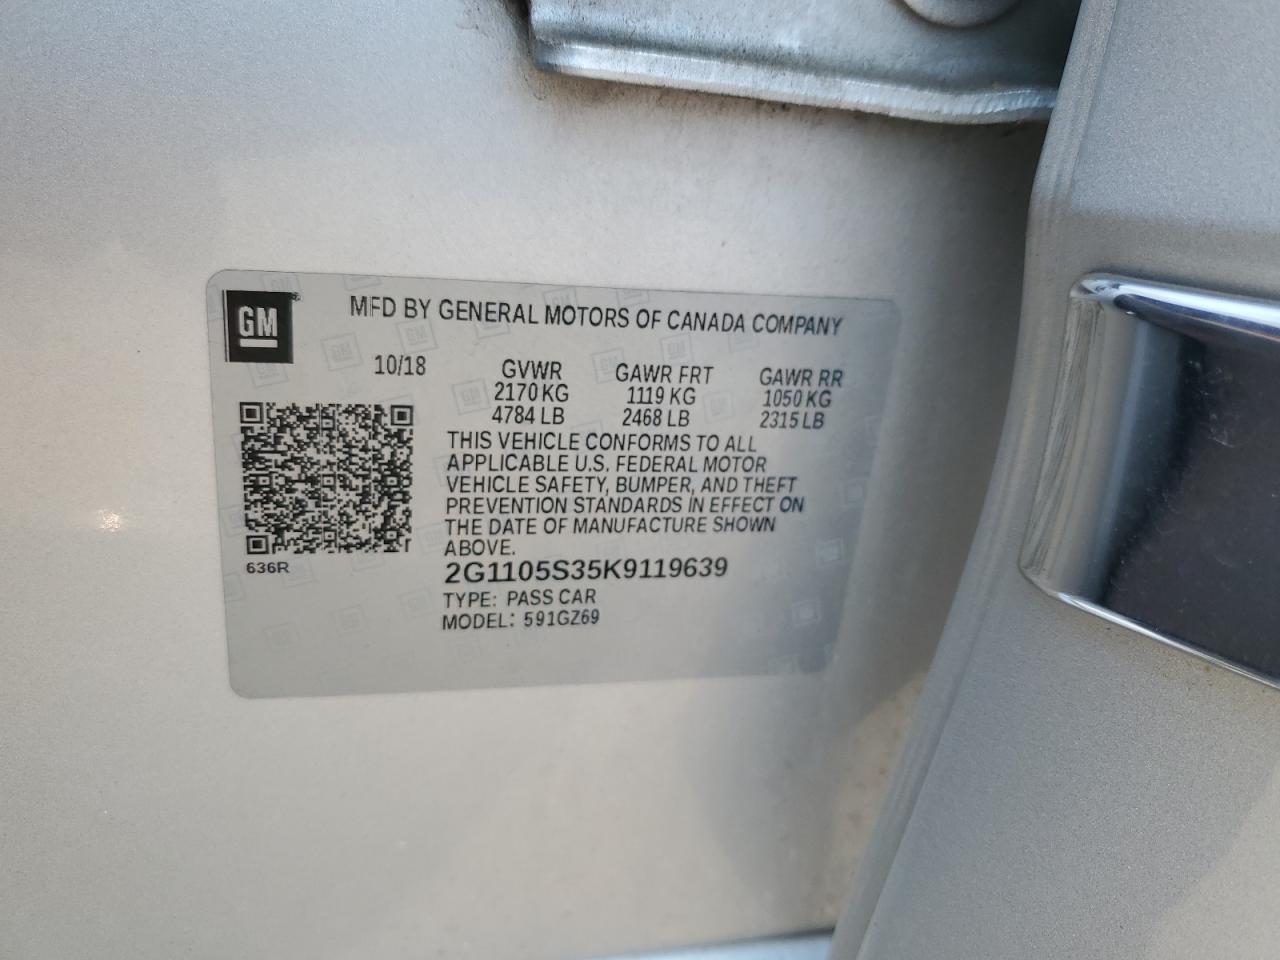 GM
MFD BY GENERAL MOTORS OF CANADA COMPANY
10/18 GVWR GAWR FRT GAWR RR
2170 KG 1119 KG 1050 KG
4784 LB 2468 LB 2315 LB
THIS VEHICLE CONFORMS TO ALL
APPLICABLE U.S. FEDERAL MOTOR
VEHICLE SAFETY, BUMPER, AND THEFT
PREVENTION STANDARDS IN EFFECT ON
THE DATE OF MANUFACTURE SHOWN
ABOVE.
636R
2G1105S35K9119639
TYPE: PASS CAR
MODEL: 591GZ69